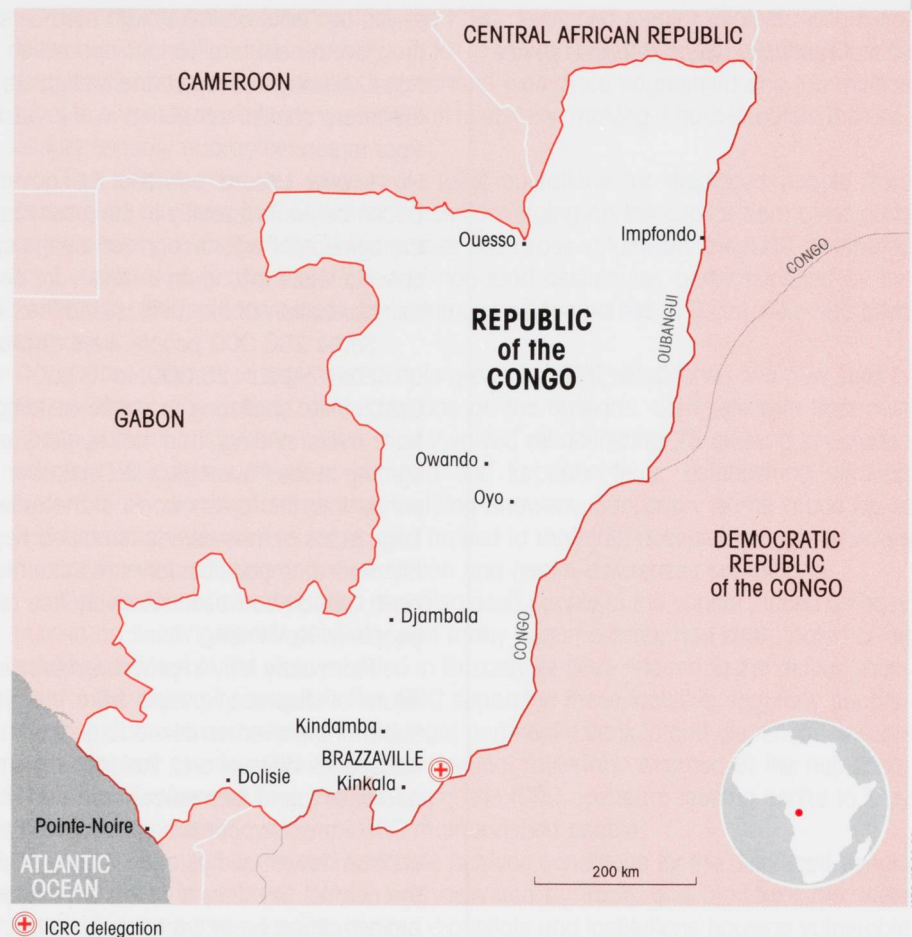 CENTRAL AFRICAN REPUBLIC
CAMEROON
Ouesso
Impfondo
CONGO
OUBANGUI
REPUBLIC
of the
CONGO
GABON
Owando
Oyo
DEMOCRATIC
REPUBLIC
of the CONGO
Djambala
CONGO
Kindamba
BRAZZAVILLE
Dolisie
Kinkala
Pointe-Noire
ATLANTIC
OCEAN
200 km
ICRC delegation